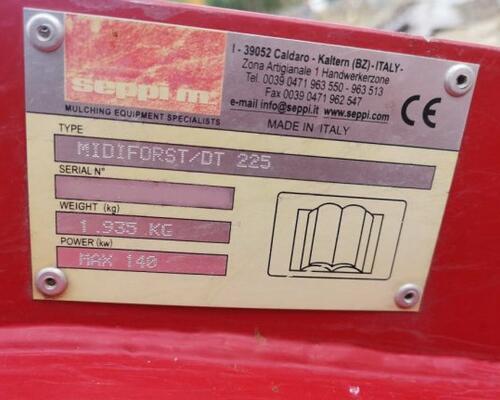 seppi m
MULCHING EQUIPMENT SPECIALISTS
I - 39052 Caldaro - Kaltern (BZ) - ITALY -
Zona Artigianale 1 Handwerkerzone
Tel. 0039 0471 963 550 - 963 513
Fax 0039 0471 962 547
e-mail info@seppi.it www.seppi.com
MADE IN ITALY
CE
TYPE
MIDIFORST/DT 225
SERIAL N°
WEIGHT (kg)
1.935 KG
POWER (kw)
MAX 140